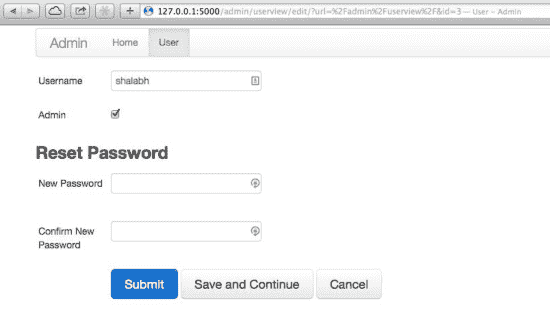 127.0.0.1:5000/admin/userview/edit/?url=%2Fadmin%2Fuserview%2F&id=3 — User - Admin
Admin Home User
Username shalabh
Admin
Reset Password
New Password
Confirm New
Password
Submit Save and Continue Cancel